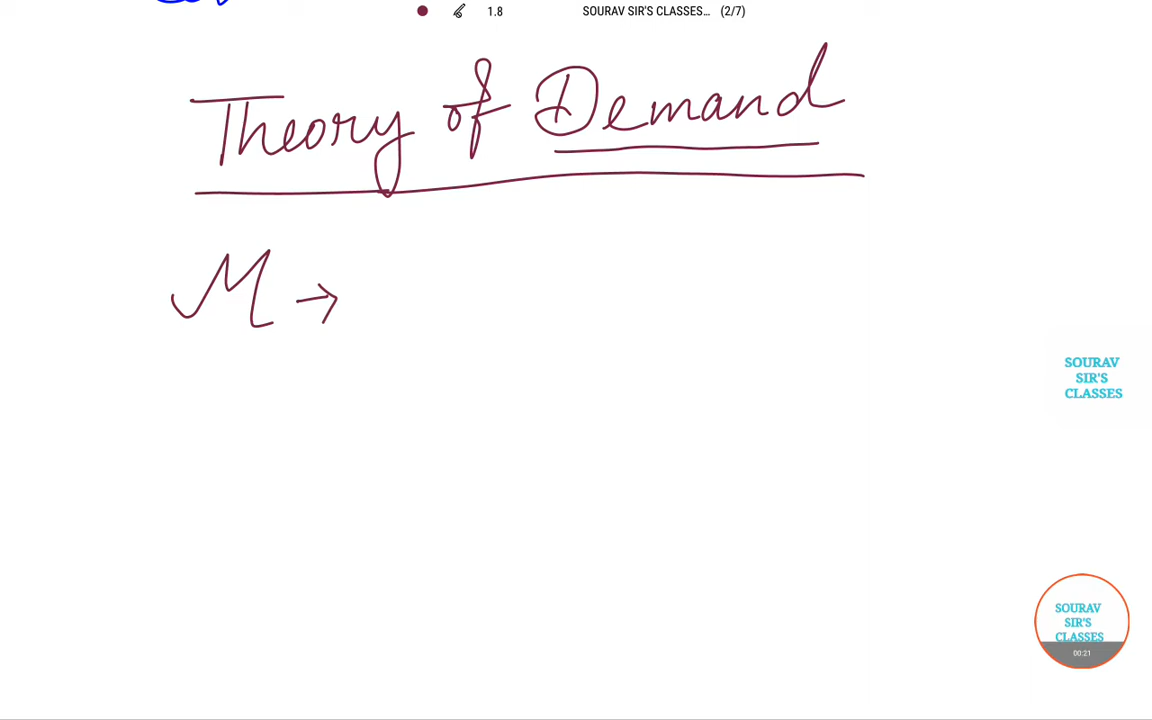 1.8 SOURAV SIR'S CLASSES... (2/7)
Theory of Demand
M →
SOURAV
SIR'S
CLASSES
SOURAV
SIR'S
CLASSES
00:21